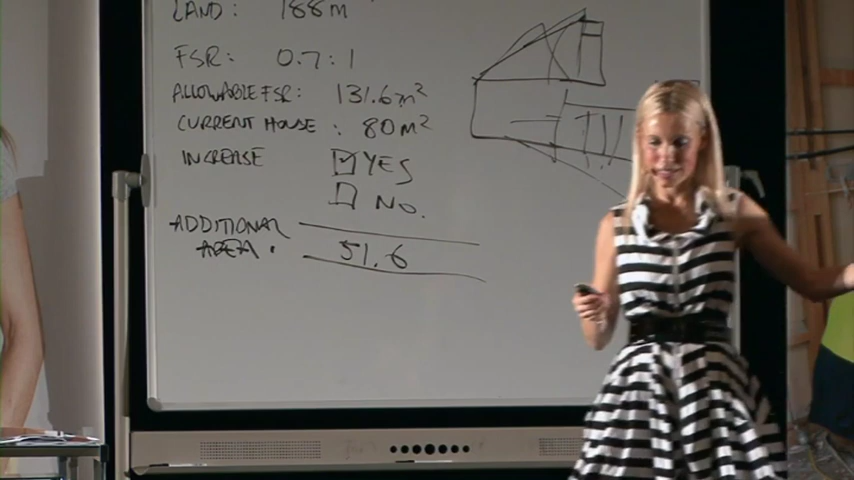 LAND: 188m
FSR: 0.7:1
ALLOWABLE FSR: 131.6m²
CURRENT HOUSE: 80m²
INCREASE ☑ YES
☐ NO.
ADDITIONAL AREA: 51.6